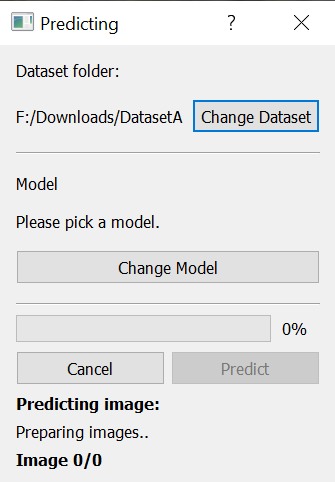 Predicting
?
Dataset folder:
F:/Downloads/DatasetA
Change Dataset
Model
Please pick a model.
Change Model
0%
Cancel
Predict
Predicting image:
Preparing images..
Image 0/0